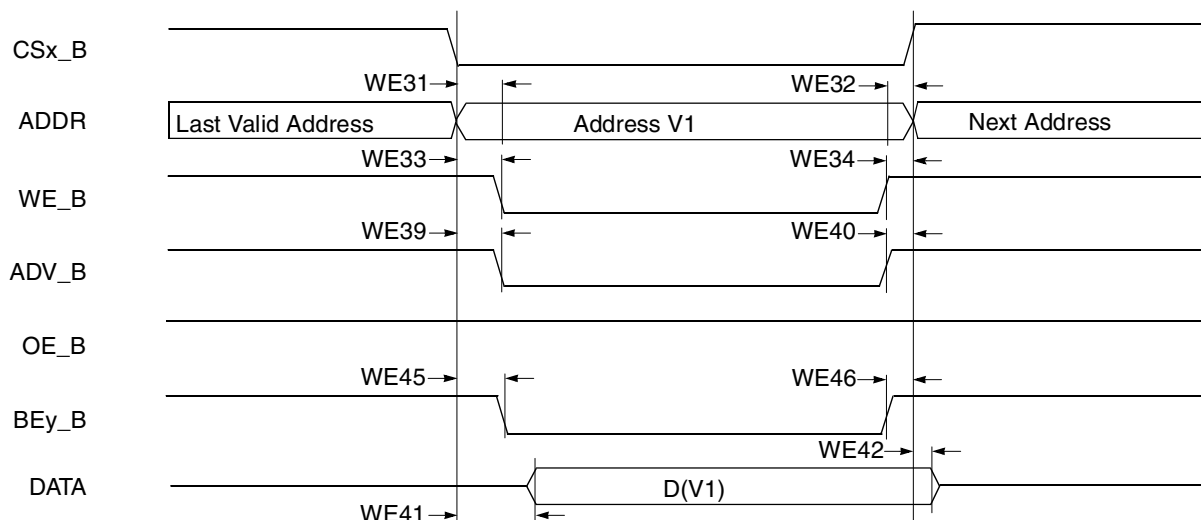 CSx_B
WE31
WE32
ADDR
Last Valid Address
Address V1
Next Address
WE33
WE34
WE_B
WE39
WE40
ADV_B
OE_B
WE45
WE46
BEy_B
WE42
DATA
D(V1)
WE41